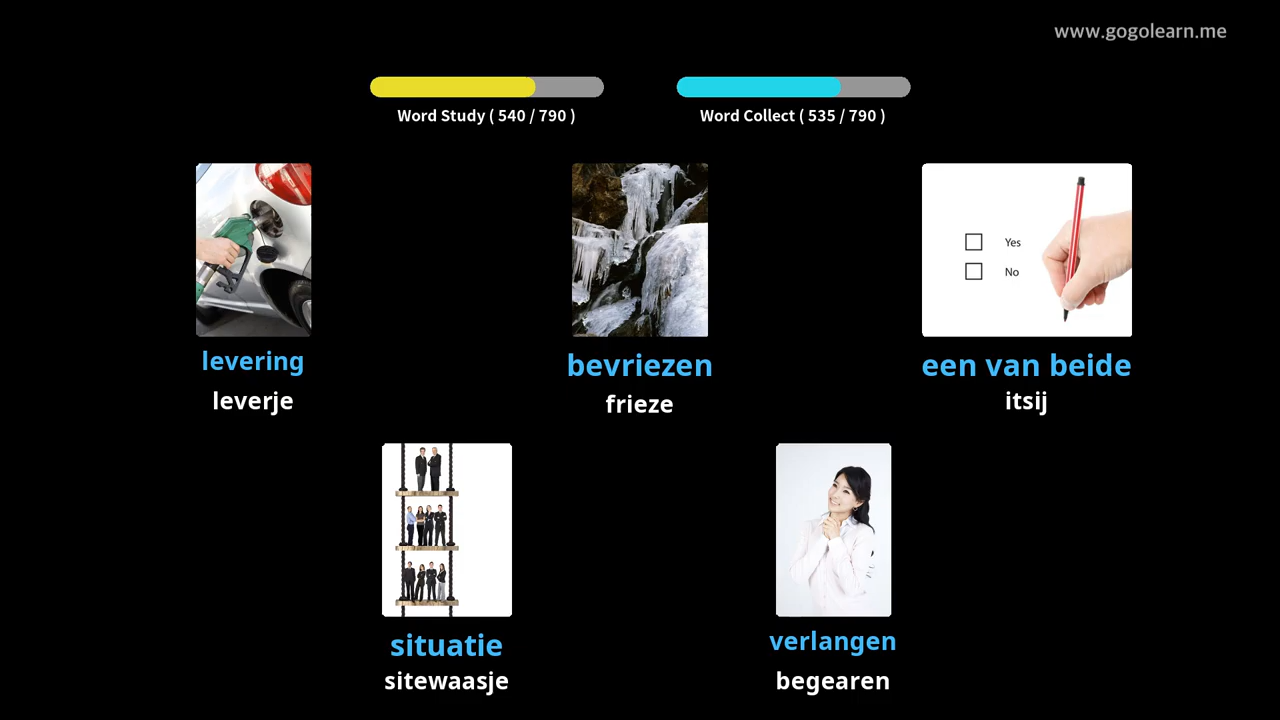 www.gogolearn.me
Word Study ( 540 / 790 )
Word Collect ( 535 / 790 )
Yes
No
levering
leverje
bevriezen
frieze
een van beide
itsij
situatie
sitewaasje
verlangen
begearen